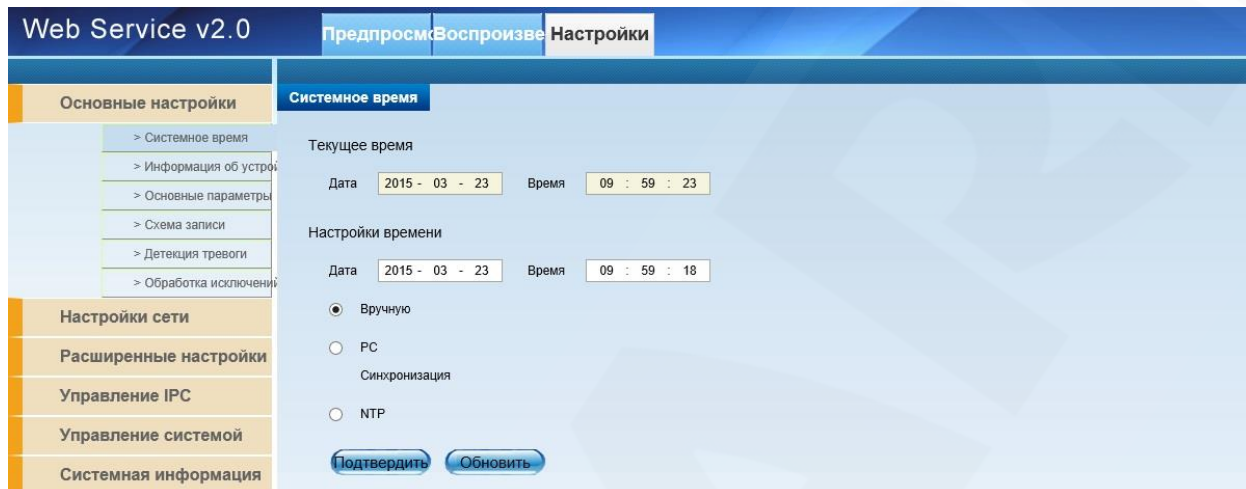 Web Service v2.0
Предпросм Воспроизве Настройки
Основные настройки
> Системное время
> Информация об устрой
> Основные параметры
> Схема записи
> Детекция тревоги
> Обработка исключений
Настройки сети
Расширенные настройки
Управление IPC
Управление системой
Системная информация
Системное время
Текущее время
Дата 2015 - 03 - 23 Время 09 : 59 : 23
Настройки времени
Дата 2015 - 03 - 23 Время 09 : 59 : 18
Вручную
PC
Синхронизация
NTP
Подтвердить Обновить